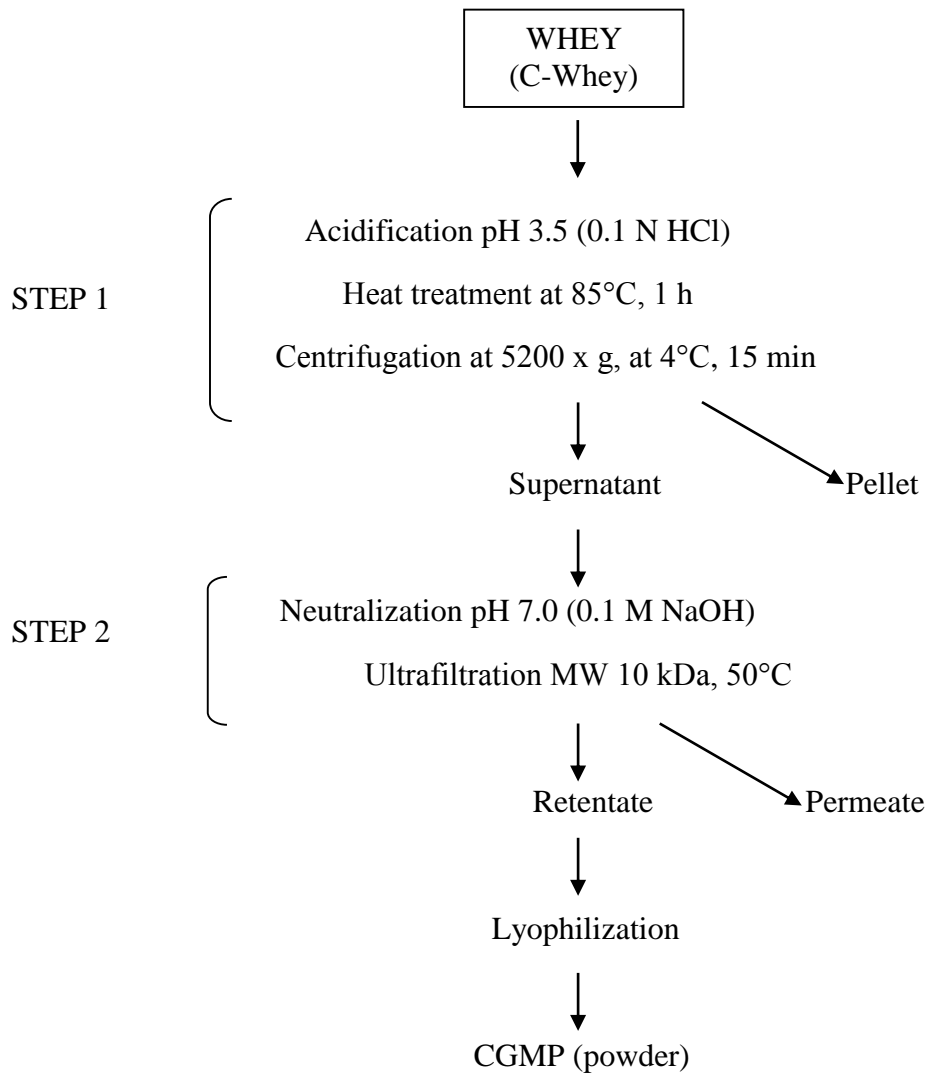 WHEY
(C-Whey)
Acidification pH 3.5 (0.1 N HCl)
STEP 1
Heat treatment at 85°C, 1 h
Centrifugation at 5200 x g, at 4°C, 15 min
Supernatant
Pellet
Neutralization pH 7.0 (0.1 M NaOH)
STEP 2
Ultrafiltration MW 10 kDa, 50°C
Retentate
Permeate
Lyophilization
CGMP (powder)